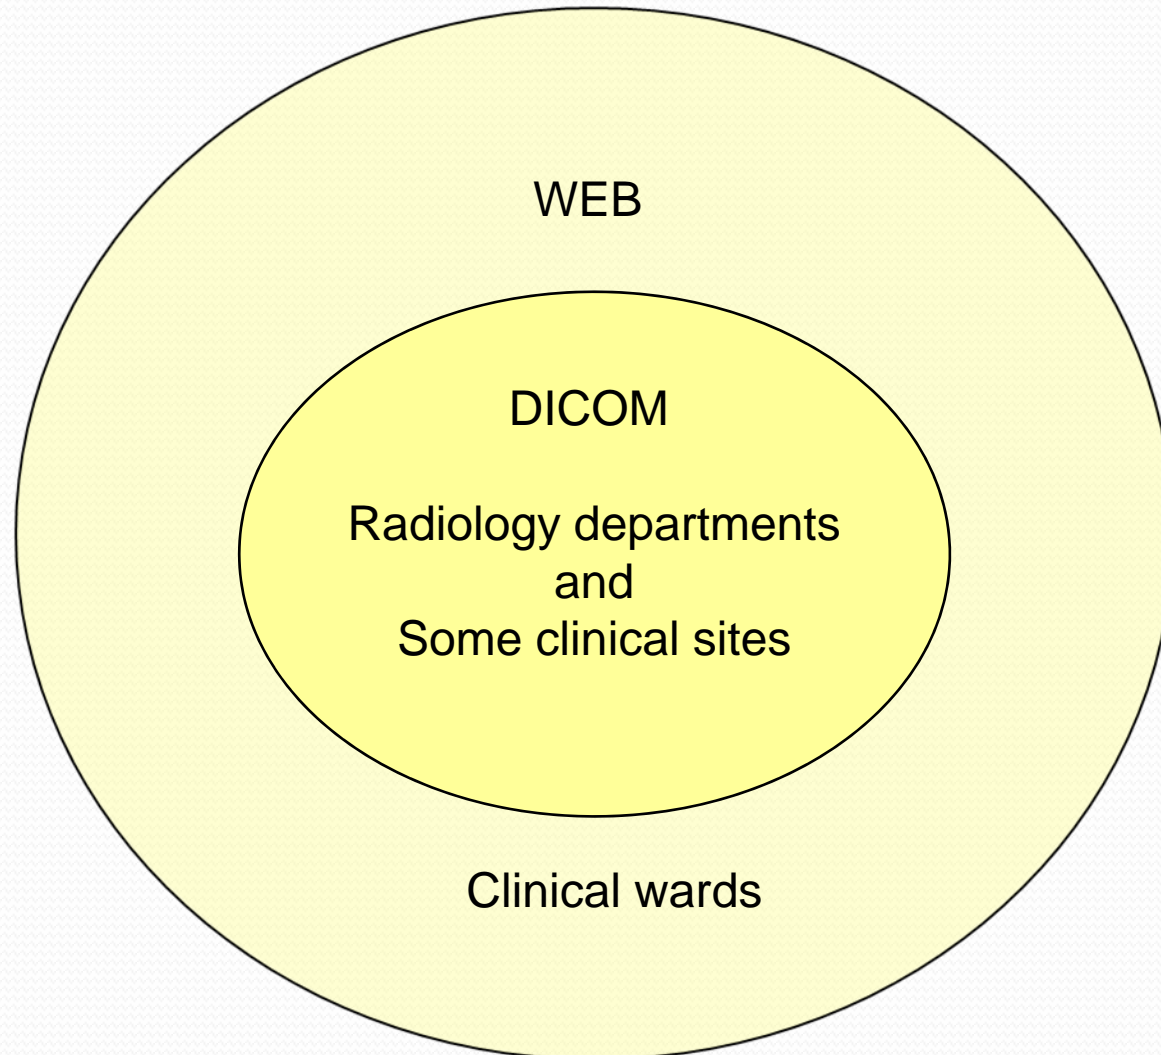 WEB
DICOM
Radiology departments
and
Some clinical sites
Clinical wards